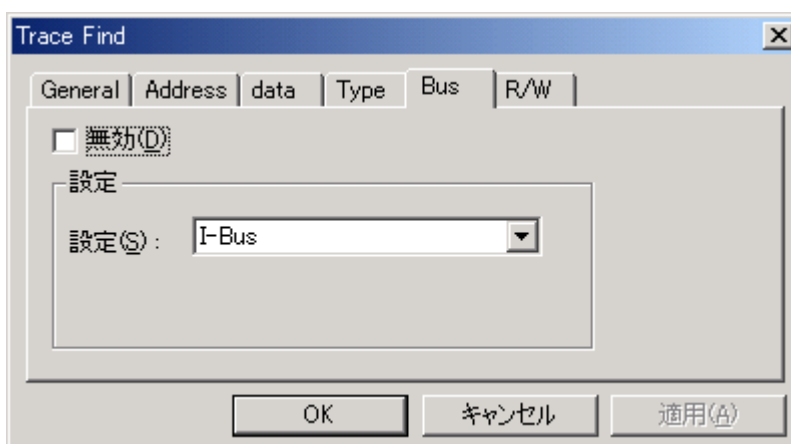 Trace Find
General Address data Type Bus R/W
無効(D)
設定
設定(S) : I-Bus
OK キャンセル 適用(A)